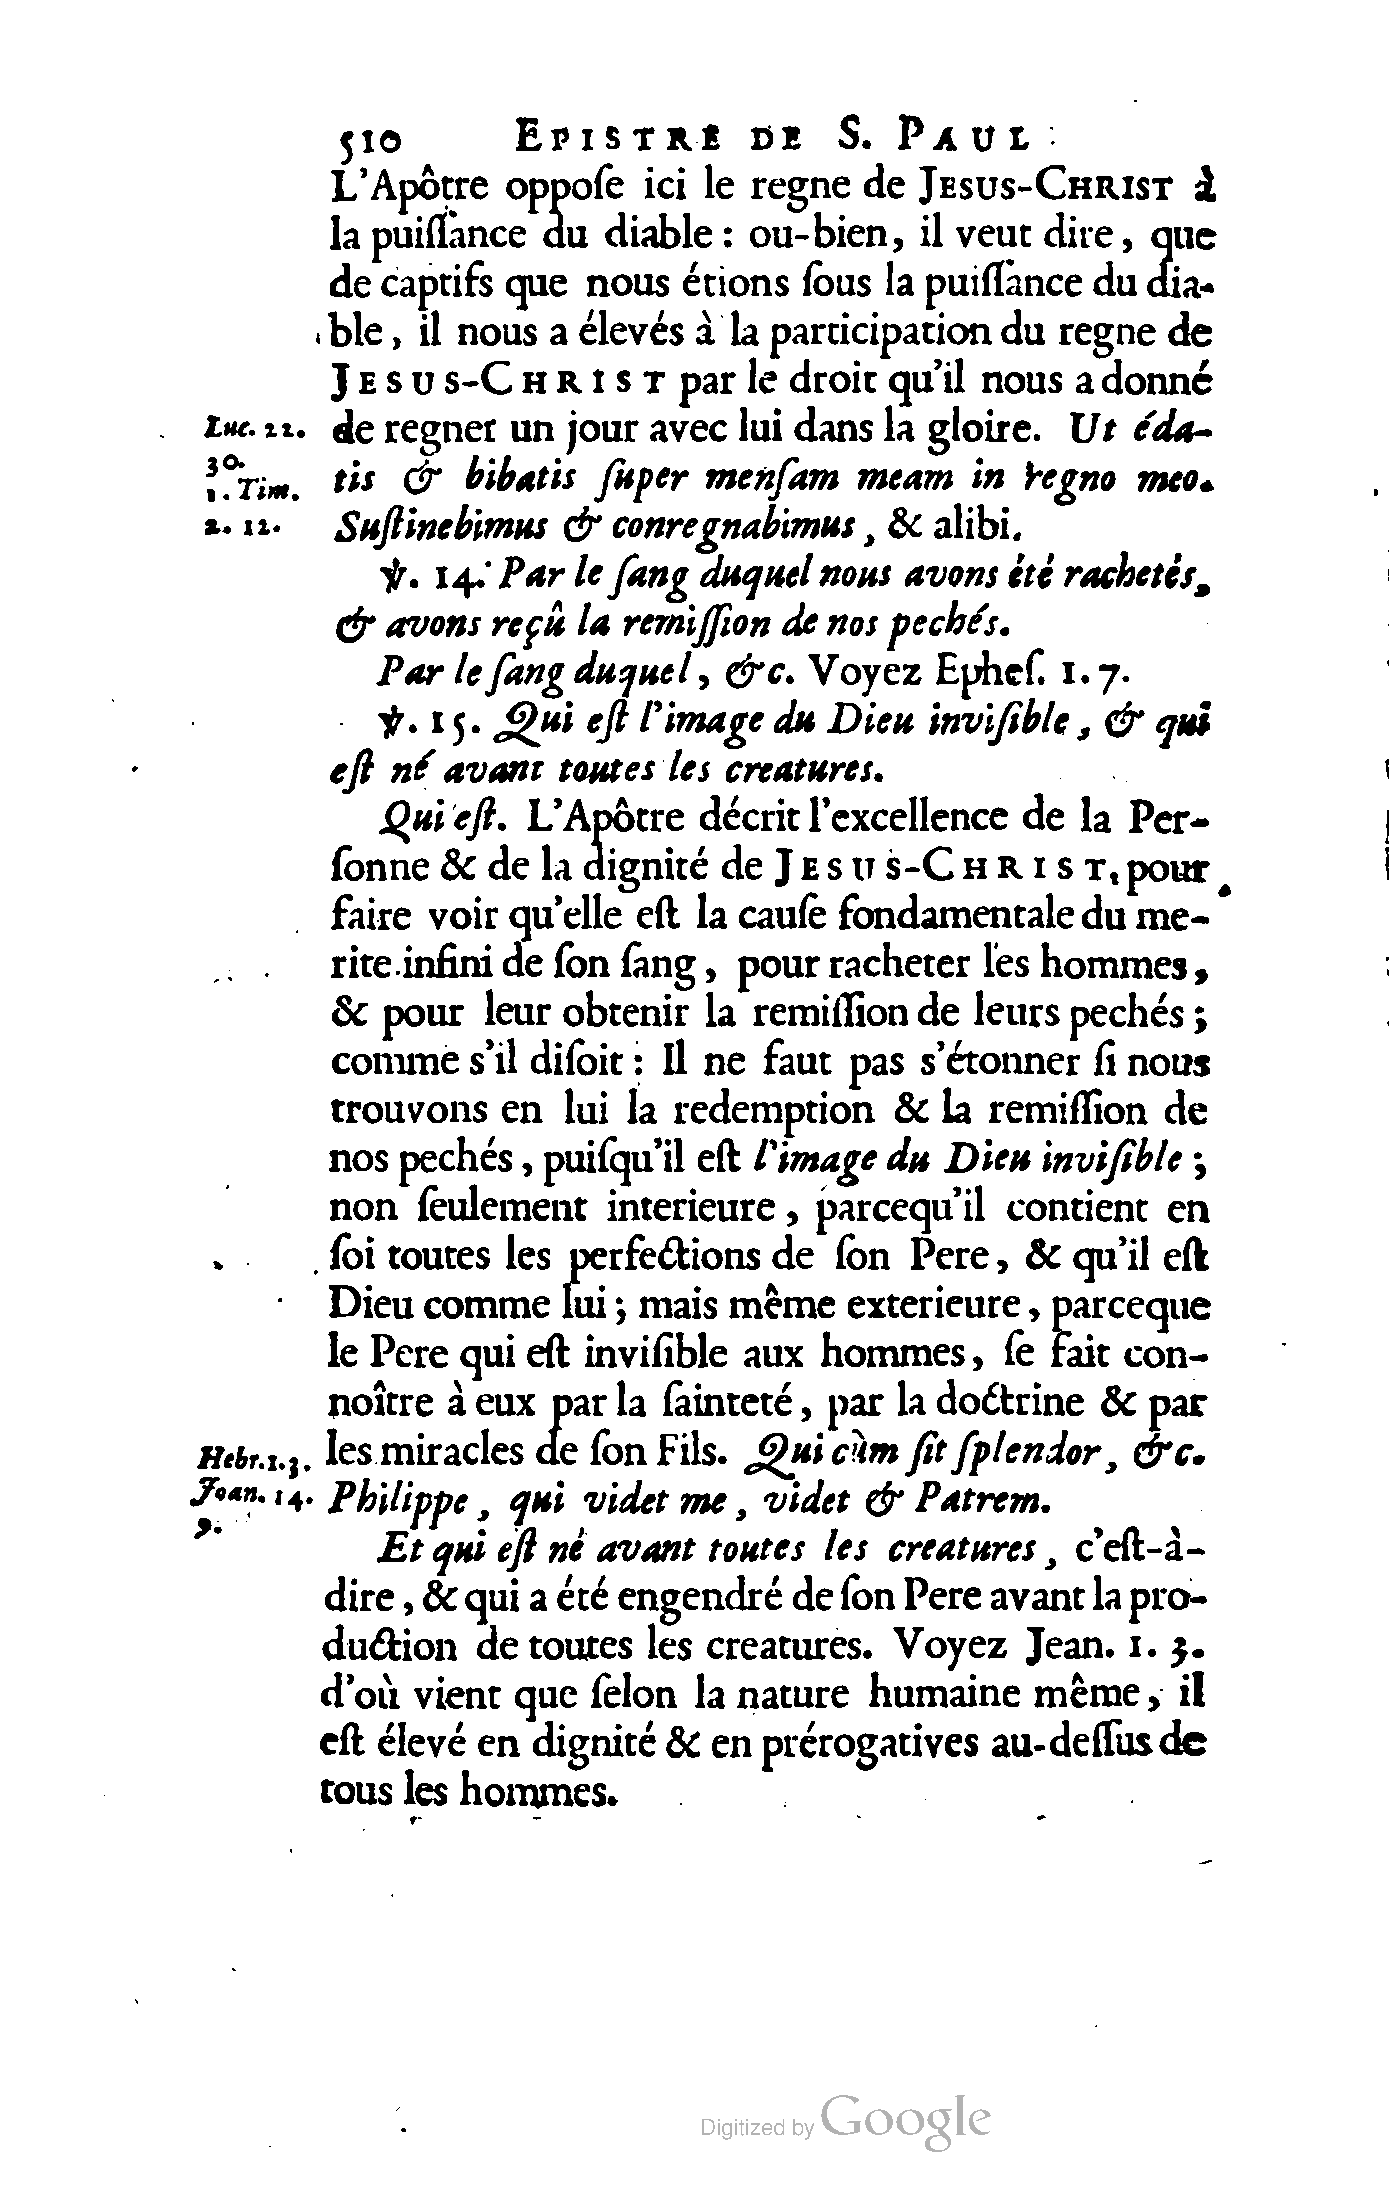 510 EPISTRE DE S. PAUL
L'Apôtre oppoſe ici le regne de JESUS-CHRIST à
la puiſſance du diable : ou-bien, il veut dire, que
de captifs que nous étions ſous la puiſſance du dia-
ble, il nous a élevés à la participation du regne de
JESUS-CHRIST par le droit qu'il nous a donné
Luc. 22. de regner un jour avec lui dans la gloire. Ut éda-
30.
1. Tim. tis & bibatis ſuper menſam meam in regno meo.
2. 12. Suſtinebimus & conregnabimus, & alibi.
℣. 14. Par le ſang duquel nous avons été rachetés,
& avons reçû la remiſſion de nos pechés.
Par le ſang duquel, &c. Voyez Epheſ. 1. 7.
℣. 15. Qui eſt l'image du Dieu inviſible, & qui
eſt né avant toutes les creatures.
Qui eſt. L'Apôtre décrit l'excellence de la Per-
ſonne & de la dignité de JESUS-CHRIST, pour
faire voir qu'elle eſt la cauſe fondamentale du me-
rite infini de ſon ſang, pour racheter les hommes,
& pour leur obtenir la remiſſion de leurs pechés ;
comme s'il diſoit : Il ne faut pas s'étonner ſi nous
trouvons en lui la redemption & la remiſſion de
nos pechés, puiſqu'il eſt l'image du Dieu inviſible ;
non ſeulement interieure, parcequ'il contient en
ſoi toutes les perfections de ſon Pere, & qu'il eſt
Dieu comme lui ; mais même exterieure, parceque
le Pere qui eſt inviſible aux hommes, ſe fait con-
noître à eux par la ſainteté, par la doctrine & par
Hebr. 1. 3. les miracles de ſon Fils. Qui cùm ſit ſplendor, &c.
Joan. 14. Philippe, qui videt me, videt & Patrem.
9.
Et qui eſt né avant toutes les creatures, c'eſt-à-
dire, & qui a été engendré de ſon Pere avant la pro-
duction de toutes les creatures. Voyez Jean. 1. 3.
d'où vient que ſelon la nature humaine même, il
eſt élevé en dignité & en prérogatives au-deſſus de
tous les hommes.
Digitized by Google